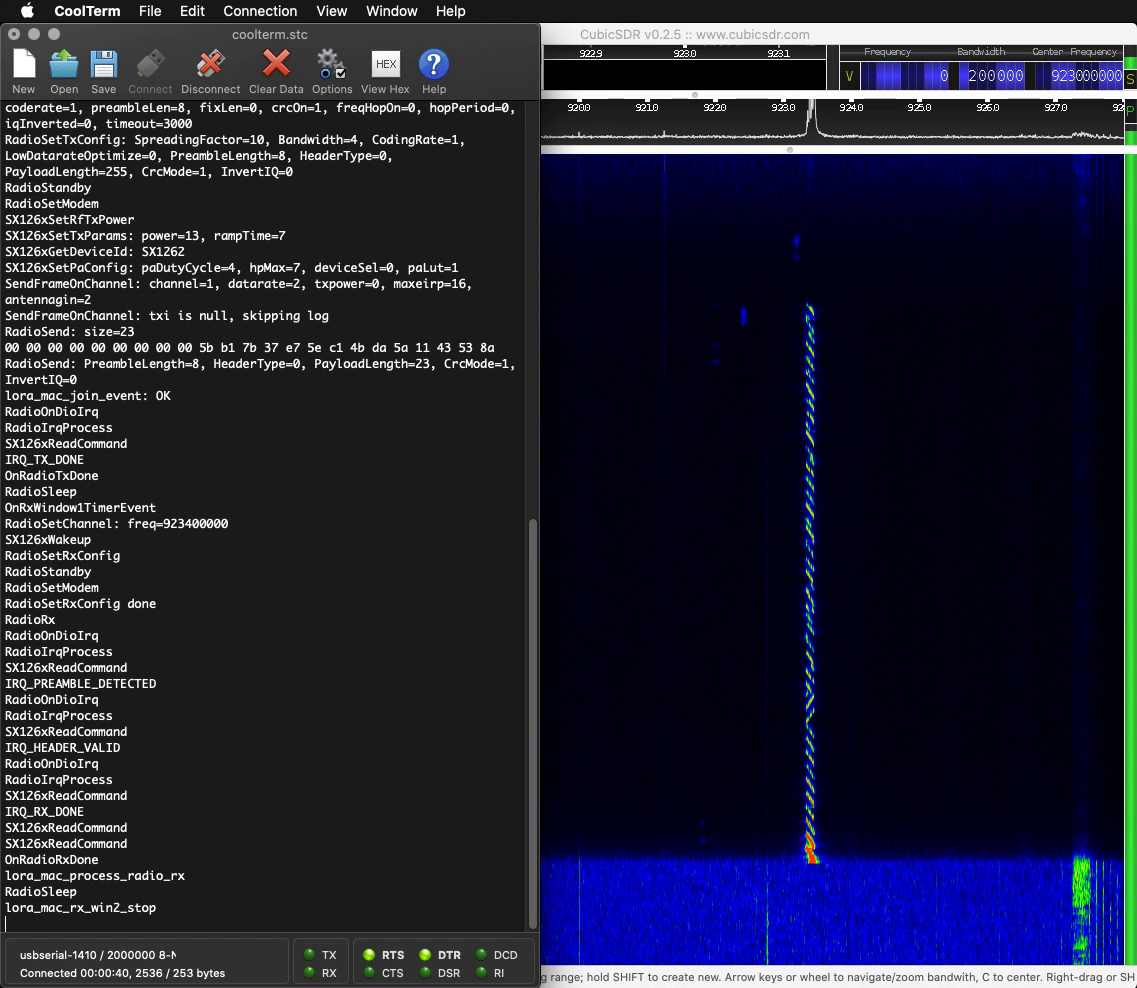 CoolTerm File Edit Connection View Window Help
coolterm.stc
New Open Save Connect Disconnect Clear Data Options View Hex Help
HEX
coderate=1, preambleLen=8, fixLen=0, crcOn=1, freqHopOn=0, hopPeriod=0,
iqInverted=0, timeout=3000
RadioSetTxConfig: SpreadingFactor=10, Bandwidth=4, CodingRate=1,
LowDatarateOptimize=0, PreambleLength=8, HeaderType=0,
PayloadLength=255, CrcMode=1, InvertIQ=0
RadioStandby
RadioSetModem
SX126xSetRfTxPower
SX126xSetTxParams: power=13, rampTime=7
SX126xGetDeviceId: SX1262
SX126xSetPaConfig: paDutyCycle=4, hpMax=7, deviceSel=0, paLut=1
SendFrameOnChannel: channel=1, datarate=2, txpower=0, maxeirp=16,
antennagin=2
SendFrameOnChannel: txi is null, skipping log
RadioSend: size=23
00 00 00 00 00 00 00 00 00 5b b1 7b 37 e7 5e c1 4b da 5a 11 43 53 8a
RadioSend: PreambleLength=8, HeaderType=0, PayloadLength=23, CrcMode=1,
InvertIQ=0
lora_mac_join_event: OK
RadioOnDioIrq
RadioIrqProcess
SX126xReadCommand
IRQ_TX_DONE
OnRadioTxDone
RadioSleep
OnRxWindow1TimerEvent
RadioSetChannel: freq=923400000
SX126xWakeup
RadioSetRxConfig
RadioStandby
RadioSetModem
RadioSetRxConfig done
RadioRx
RadioOnDioIrq
RadioIrqProcess
SX126xReadCommand
IRQ_PREAMBLE_DETECTED
RadioOnDioIrq
RadioIrqProcess
SX126xReadCommand
IRQ_HEADER_VALID
RadioOnDioIrq
RadioIrqProcess
SX126xReadCommand
IRQ_RX_DONE
SX126xReadCommand
SX126xReadCommand
OnRadioRxDone
lora_mac_process_radio_rx
RadioSleep
lora_mac_rx_win2_stop
usbserial-1410 / 2000000 8-N
Connected 00:00:40, 2536 / 253 bytes
TX RTS DTR DCD
RX CTS DSR RI
CubicSDR v0.2.5 :: www.cubicsdr.com
922.9 923.0 923.1
Frequency Bandwidth Center Frequency
V 0 200000 923000000 S
920.0 921.0 922.0 923.0 924.0 925.0 926.0 927.0 92
P
g range; hold SHIFT to create new. Arrow keys or wheel to navigate/zoom bandwith, C to center. Right-drag or SH